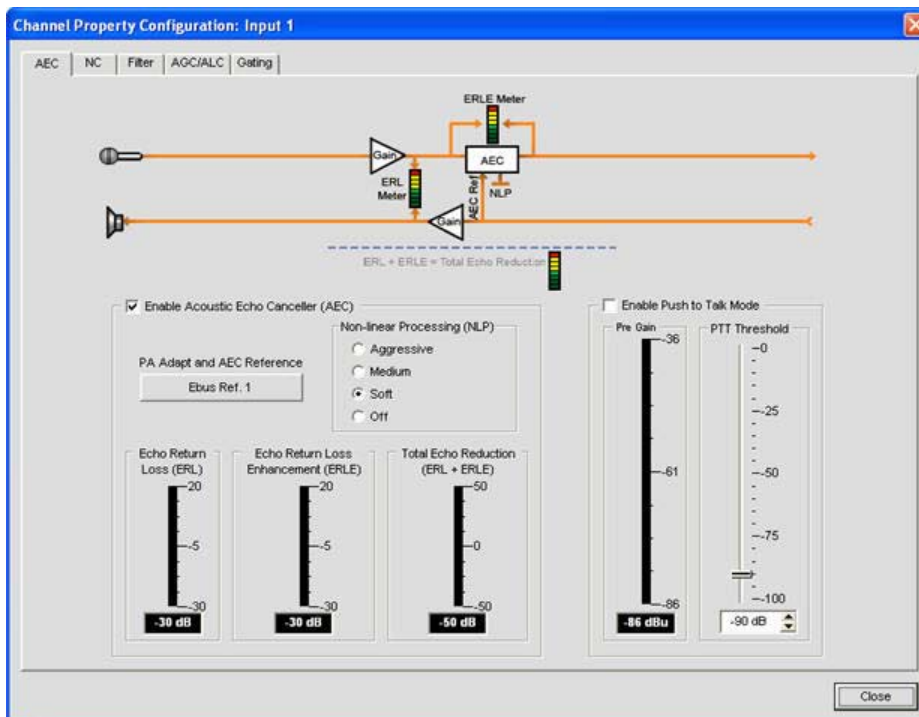 Channel Property Configuration: Input 1
AEC
NC
Filter
AGC/ALC
Gating
ERLE Meter
Gain
AEC
ERL
Meter
AEC Ref
NLP
Gain
ERL + ERLE = Total Echo Reduction
Enable Acoustic Echo Canceller (AEC)
PA Adapt and AEC Reference
Ebus Ref. 1
Non-linear Processing (NLP)
Aggressive
Medium
Soft
Off
Echo Return
Loss (ERL)
20
-5
-30
-30 dB
Echo Return Loss
Enhancement (ERLE)
20
-5
-30
-30 dB
Total Echo Reduction
(ERL + ERLE)
50
0
-50
-50 dB
Enable Push to Talk Mode
Pre Gain
-36
-61
-86
-86 dBu
PTT Threshold
-0
-25
-50
-75
-100
-90 dB
Close